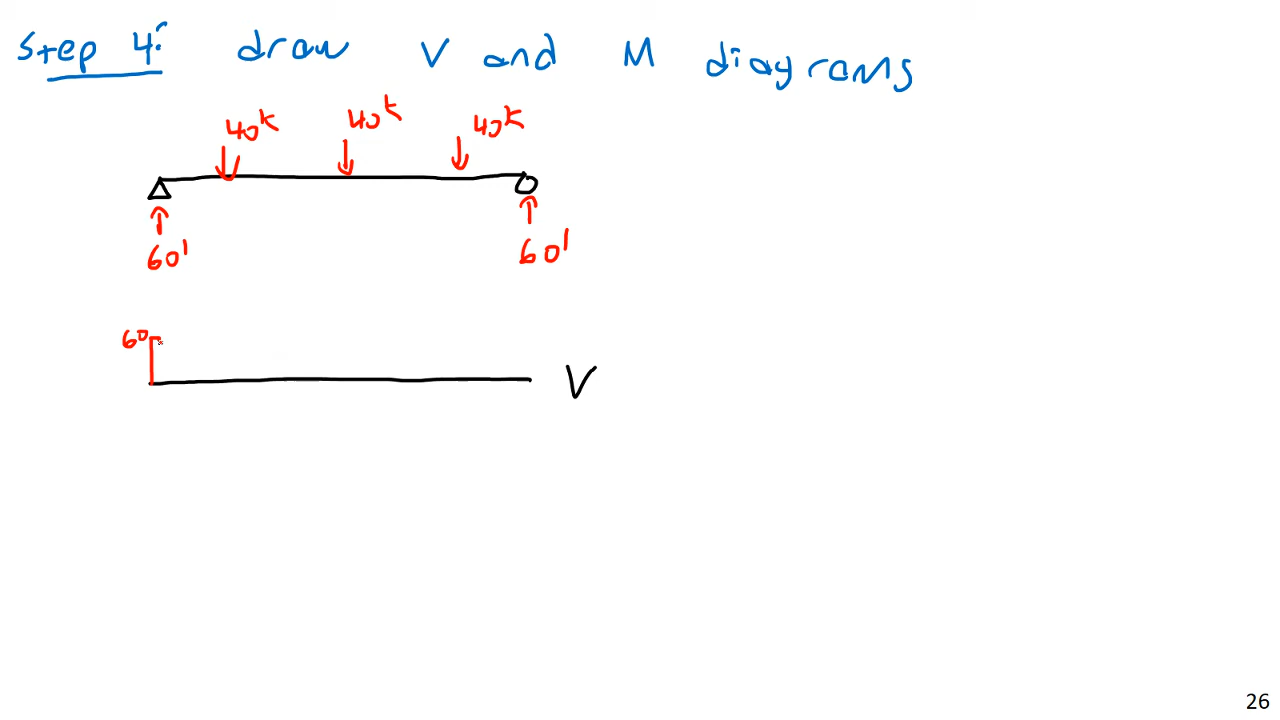 Step 4: draw V and M diagrams
40k 40k 40k
60' 60'
60
V
26